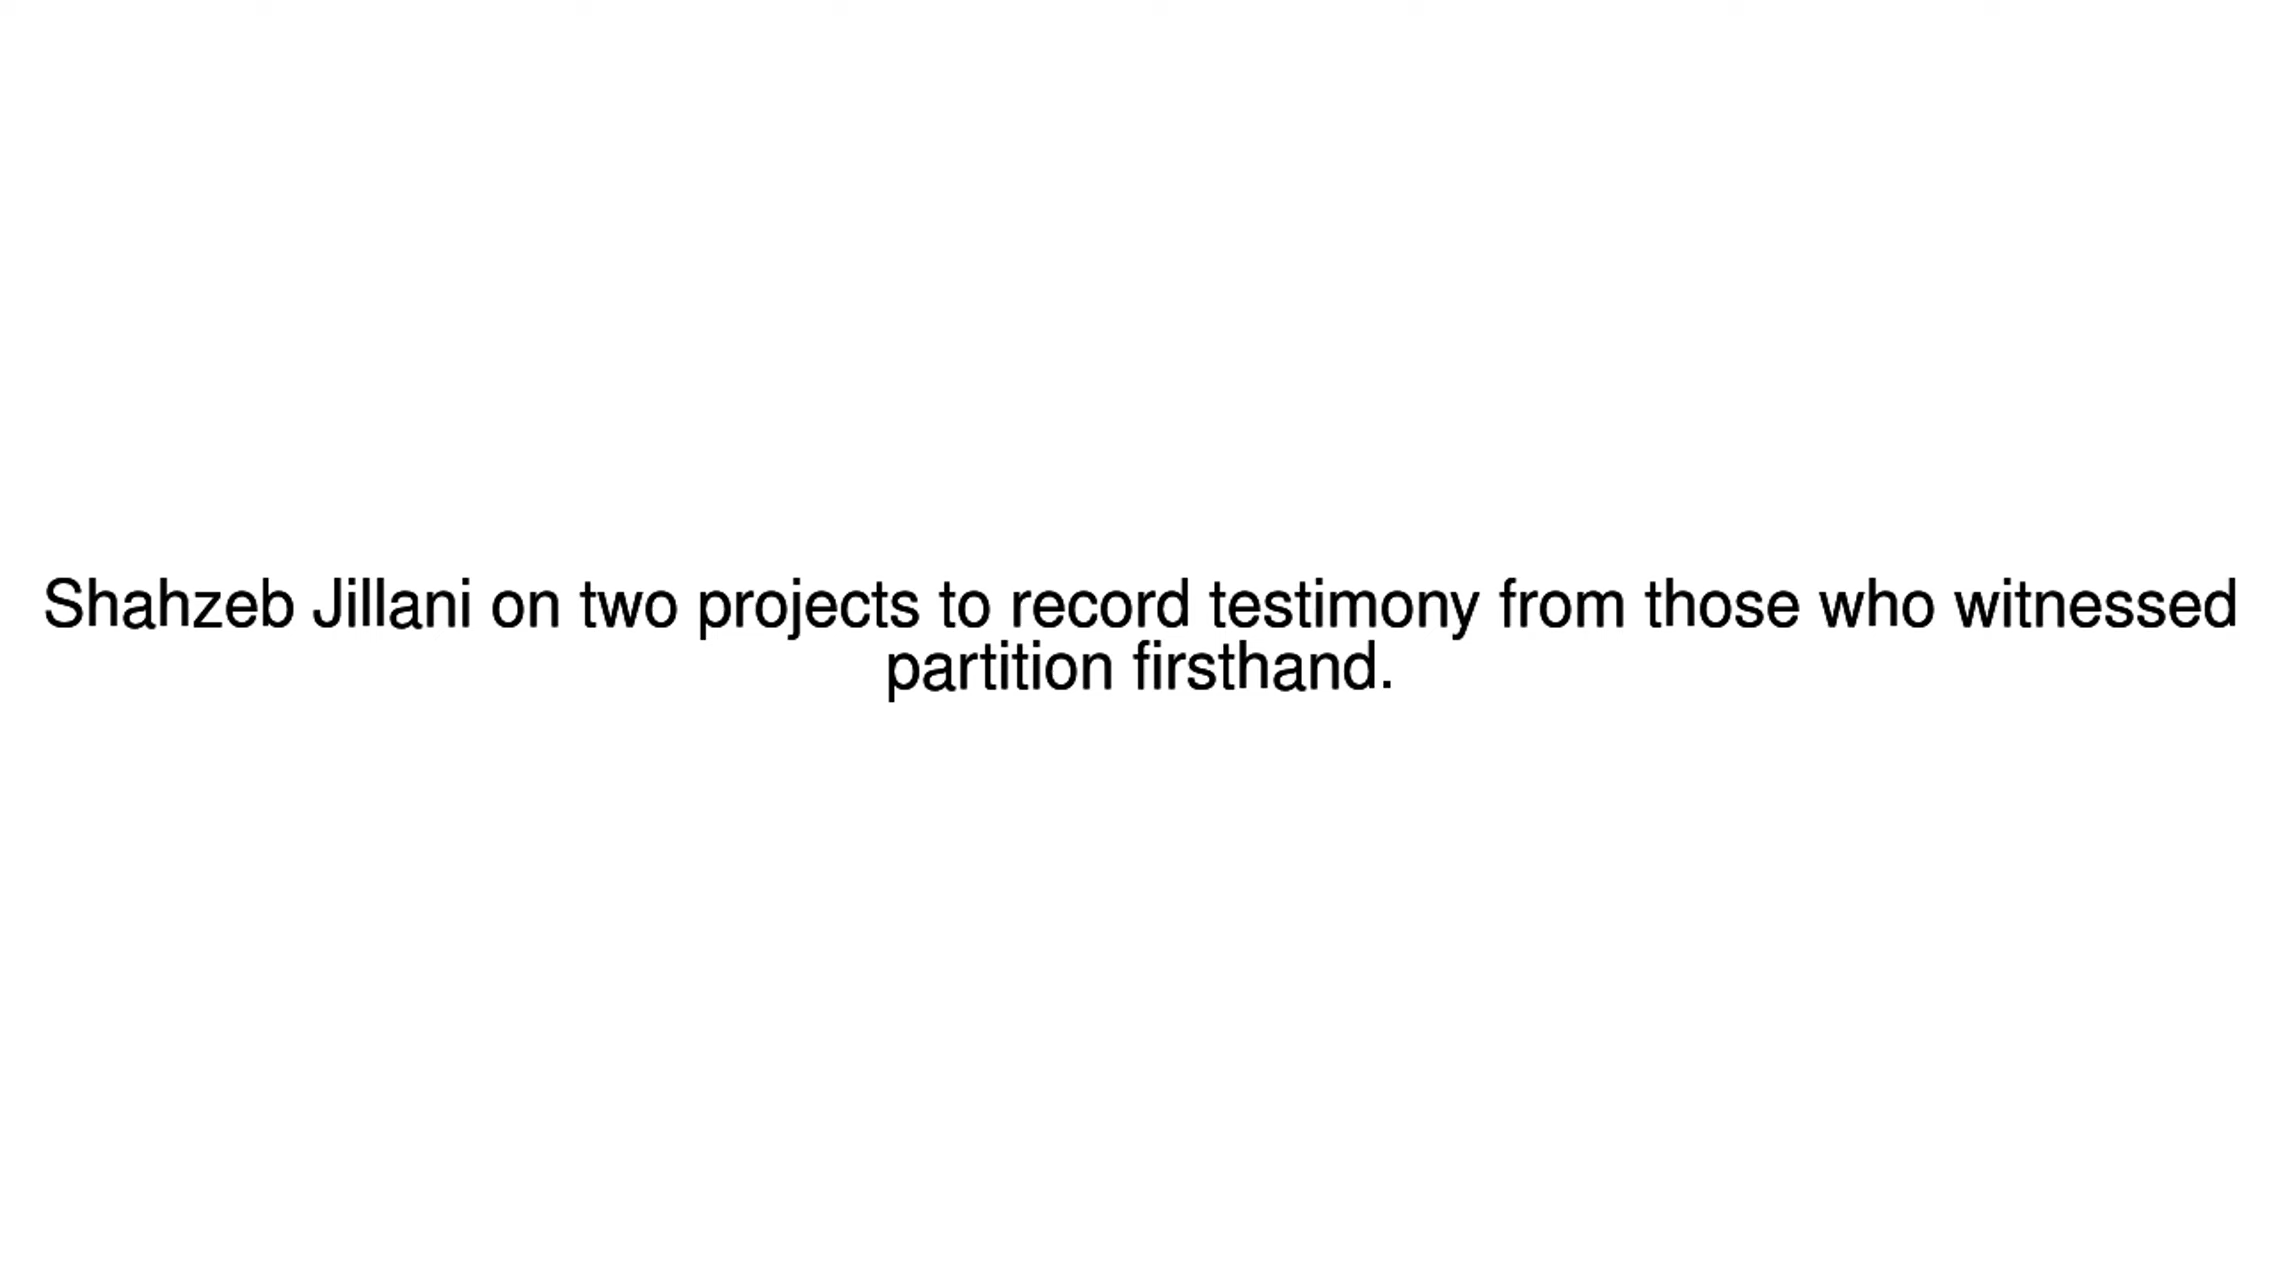 Shahzeb Jillani on two projects to record testimony from those who witnessed
partition firsthand.